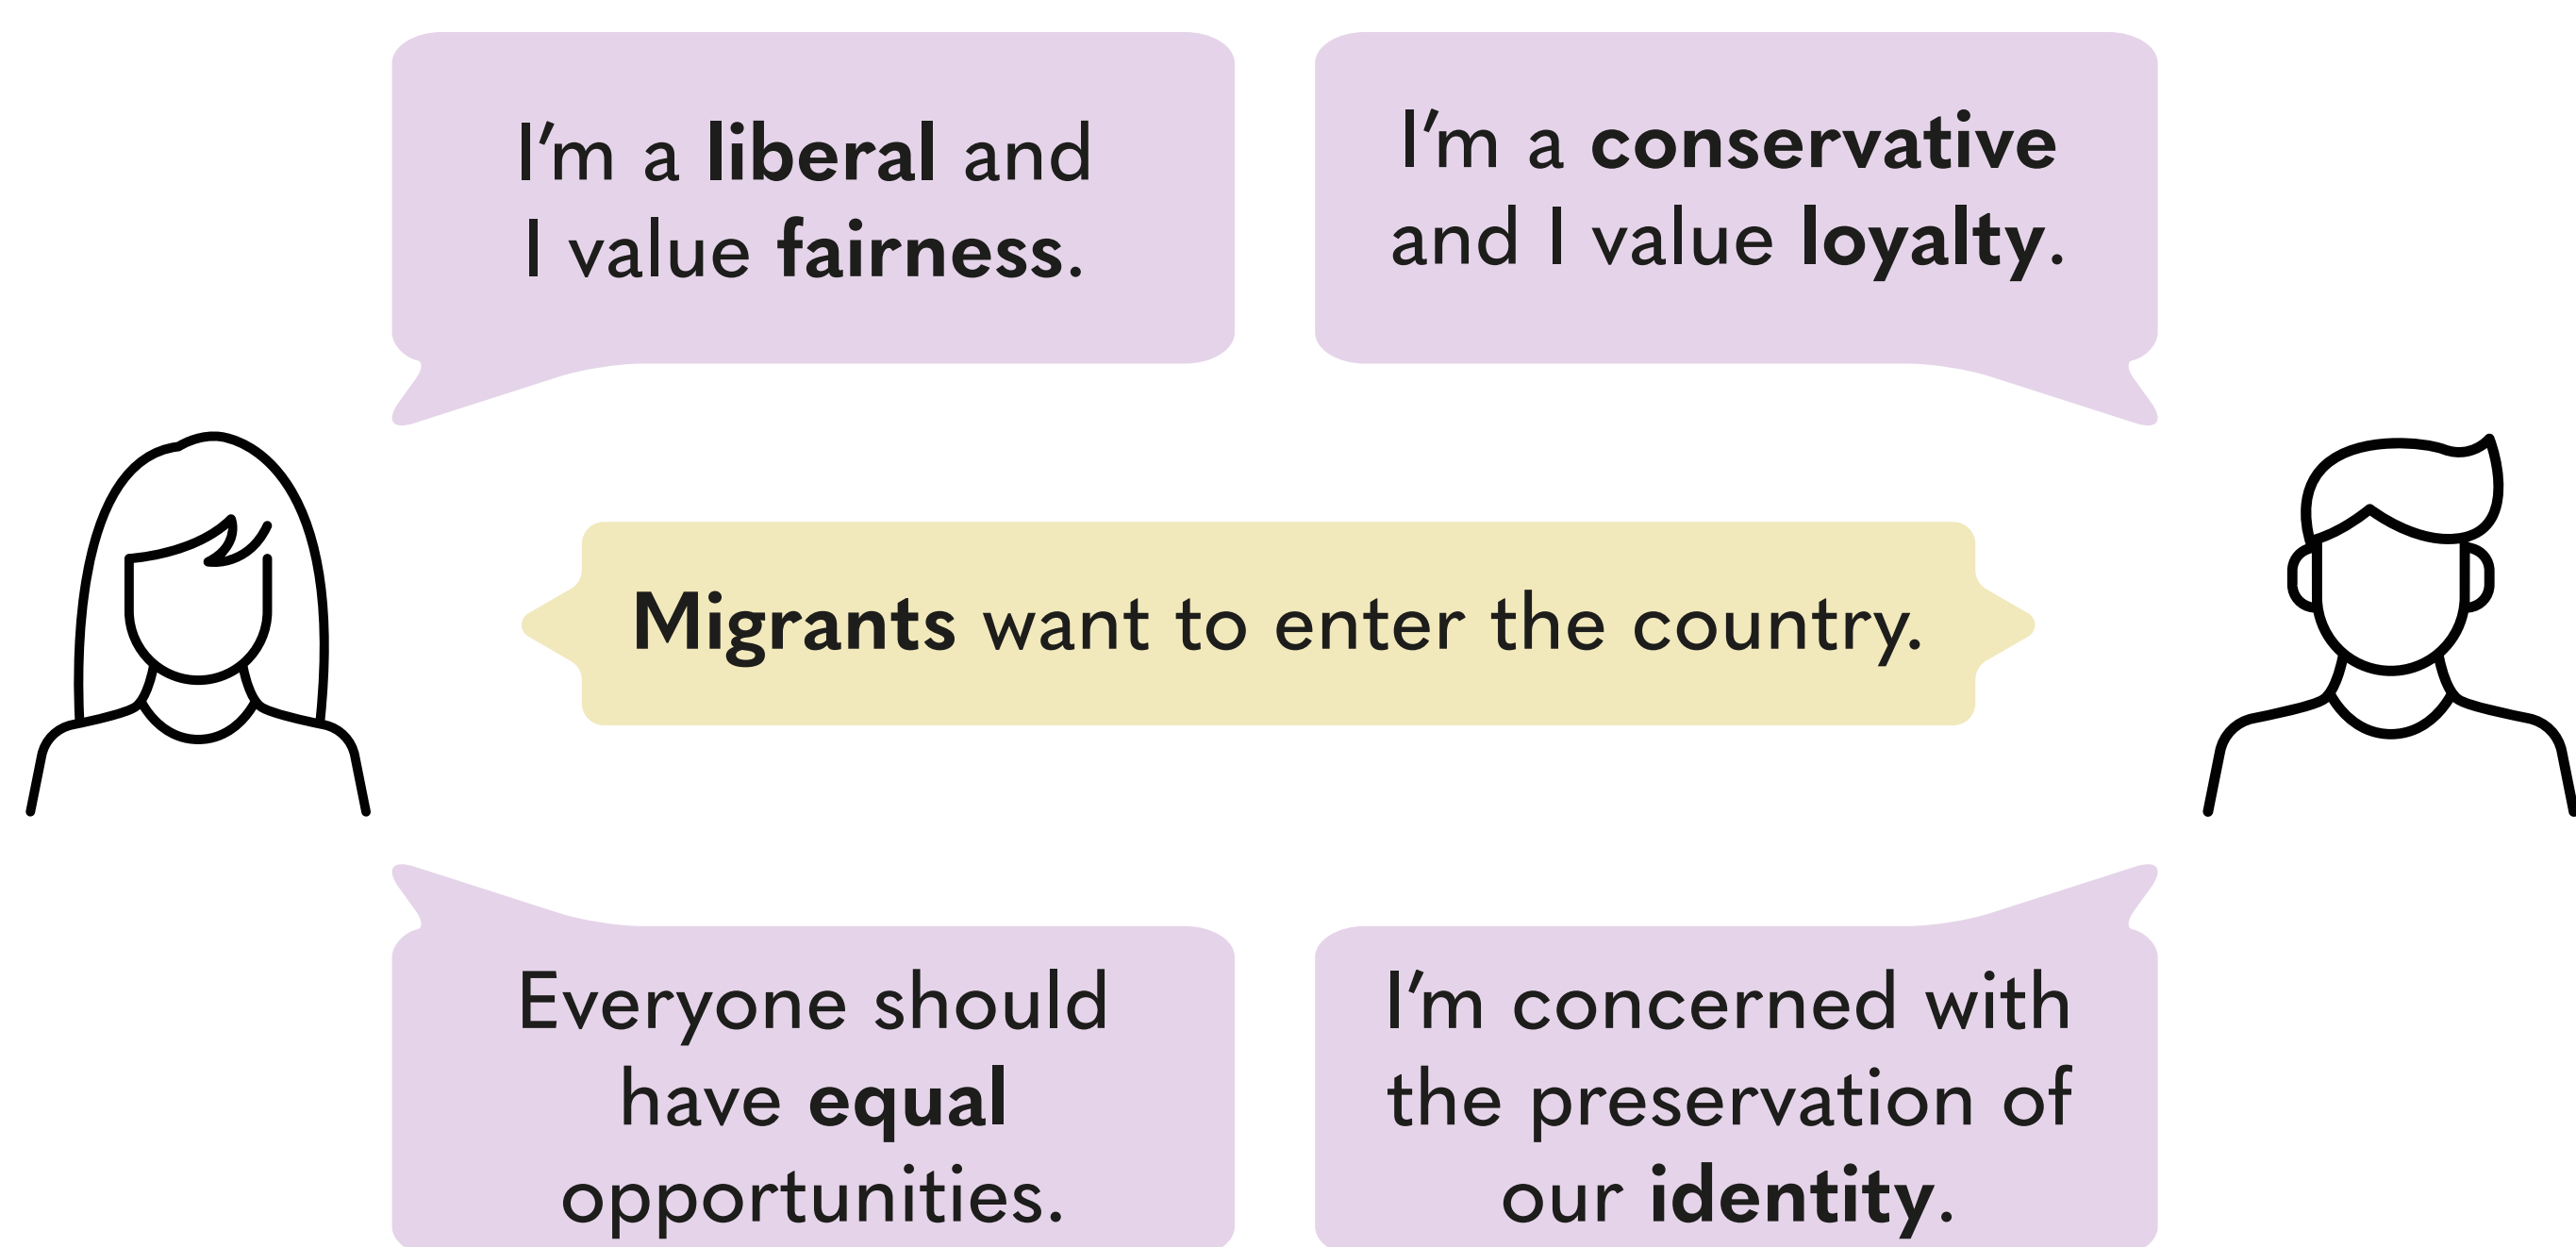 I'm a liberal and
I value fairness.
I'm a conservative
and I value loyalty.
Migrants want to enter the country.
Everyone should
have equal
opportunities.
I'm concerned with
the preservation of
our identity.